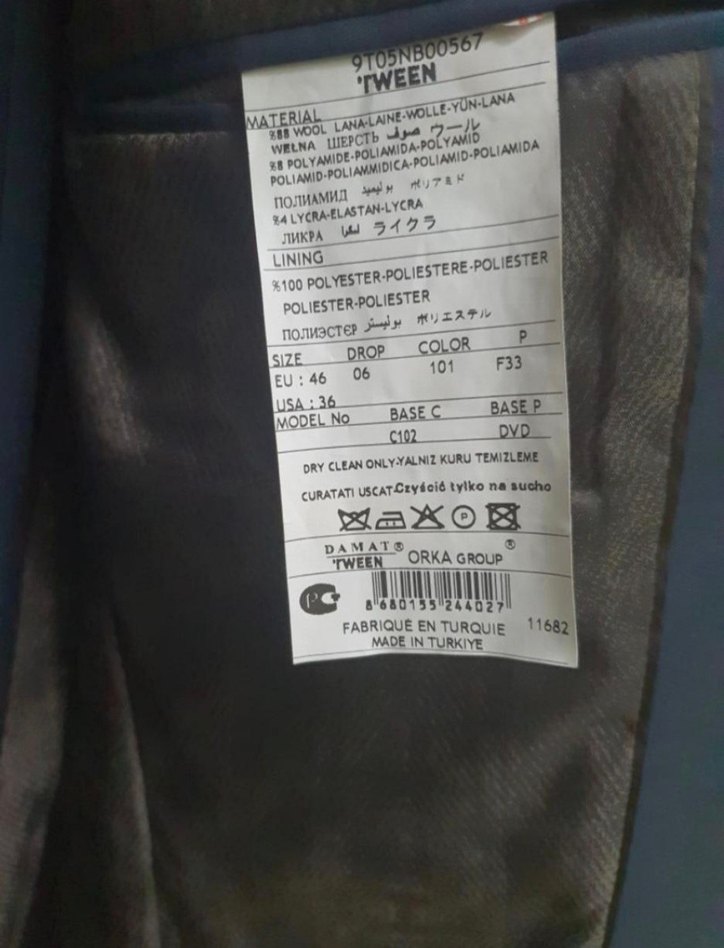 9T05NB00567
'TWEEN
MATERIAL
%88 WOOL LANA-LAINE-WOLLE-YÜN-LANA
WEŁNA ШЕРСТЬ صوف ウール
%8 POLYAMIDE-POLIAMIDA-POLYAMID
POLIAMID-POLIAMMIDICA-POLIAMID-POLIAMIDA
ПОЛИАМИД بوليميد ポリアミド
%4 LYCRA-ELASTAN-LYCRA
ЛИКРА ライクラ
LINING
%100 POLYESTER-POLIESTERE-POLIESTER
POLIESTER-POLIESTER
ПОЛИЭСТЕР بوليستر ポリエステル
SIZE DROP COLOR P
EU : 46 06 101 F33
USA : 36
MODEL No BASE C BASE P
C102 DVD
DRY CLEAN ONLY-YALNIZ KURU TEMIZLEME
CURATATI USCAT-Czyścić tylko na sucho
P
DAMAT® ®
'TWEEN ORKA GROUP
8 680155 244027
FABRIQUÉ EN TURQUIE 11682
MADE IN TURKIYE